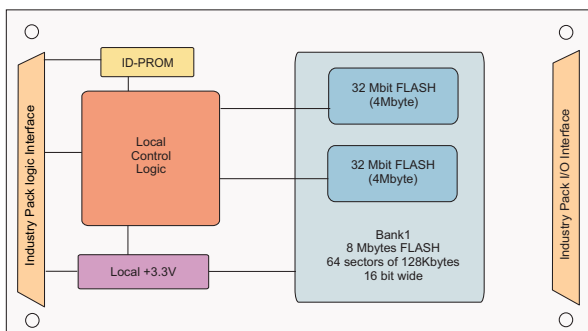 Industry Pack logic Interface
ID-PROM
Local
Control
Logic
Local +3.3V
32 Mbit FLASH
(4Mbyte)
32 Mbit FLASH
(4Mbyte)
Bank1
8 Mbytes FLASH
64 sectors of 128Kbytes
16 bit wide
Industry Pack I/O Interface